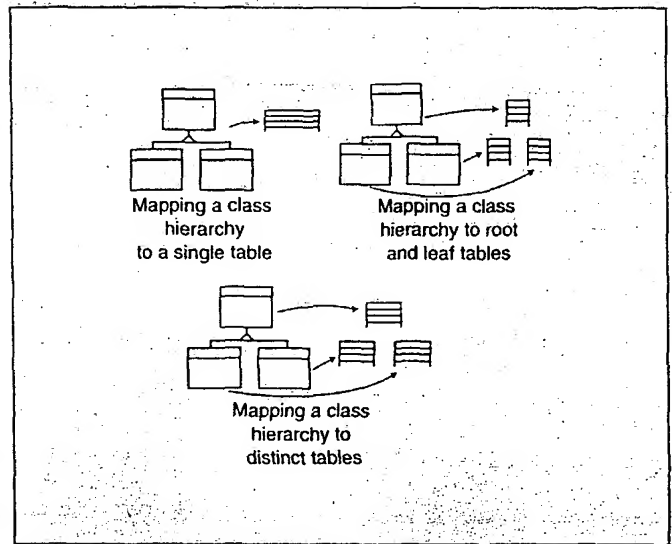 Mapping a class
hierarchy
to a single table
Mapping a class
hierarchy to root
and leaf tables
Mapping a class
hierarchy to
distinct tables